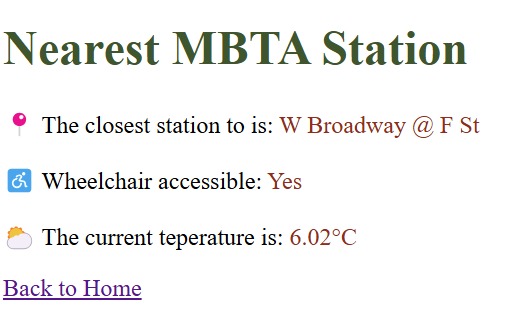 Nearest MBTA Station
The closest station to is: W Broadway @ F St
Wheelchair accessible: Yes
The current teperature is: 6.02°C
Back to Home